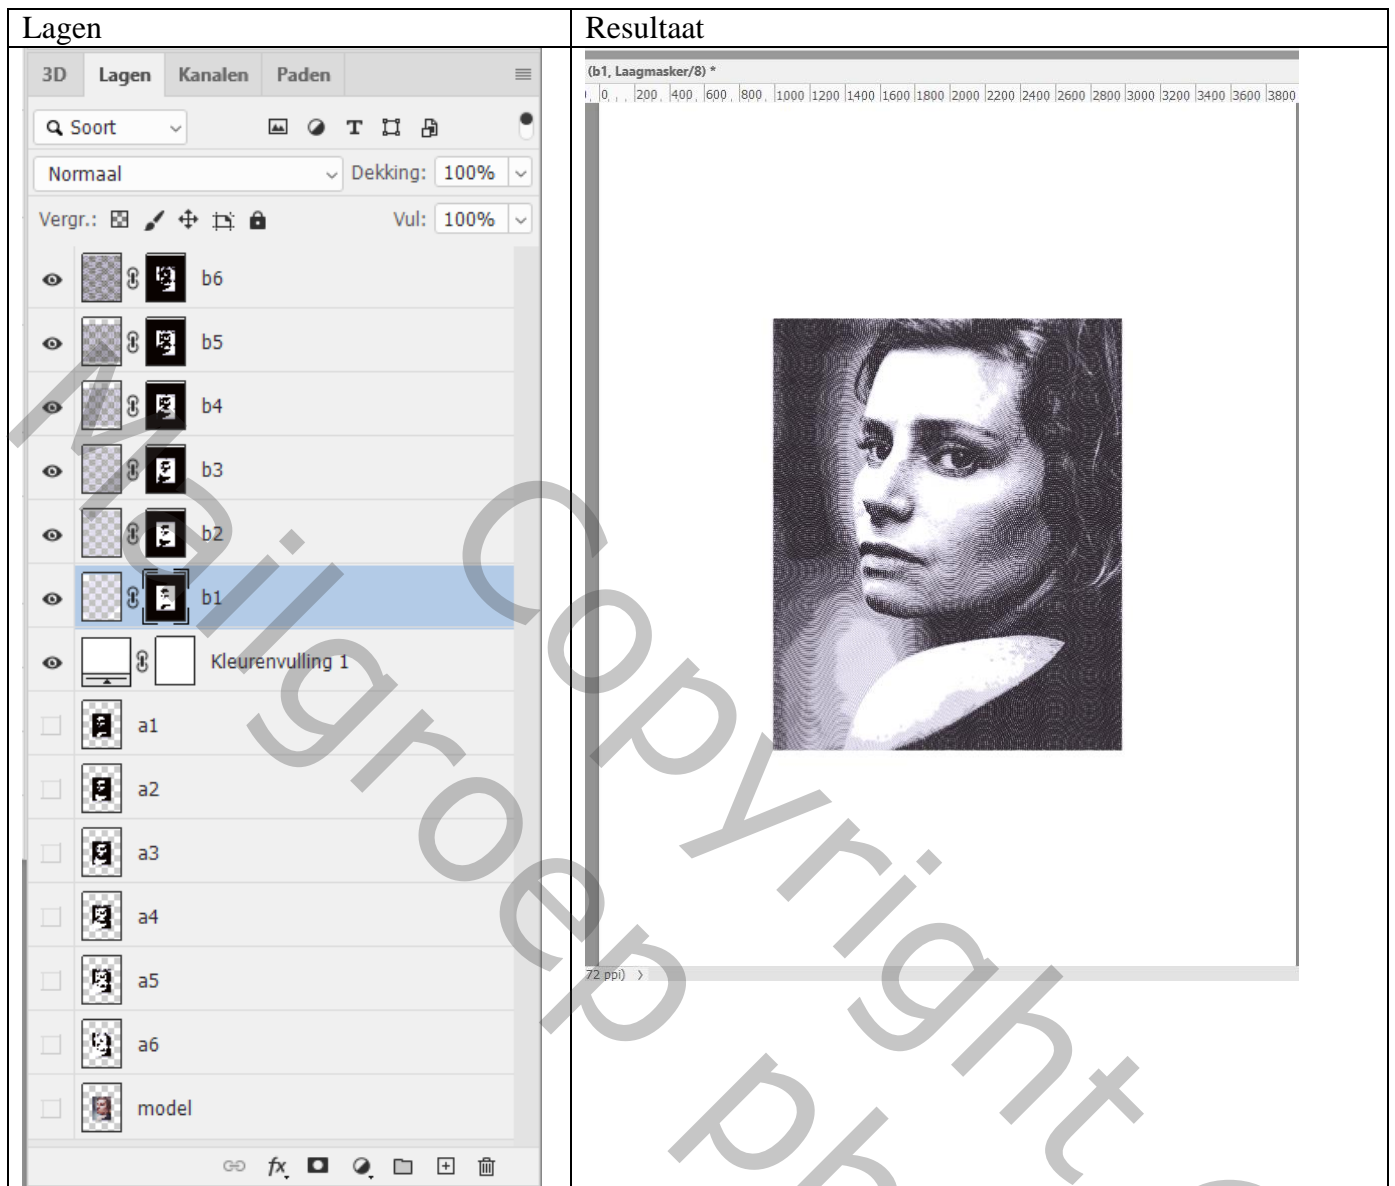 Lagen
Resultaat
3D Lagen Kanalen Paden
Soort
T
Normaal Dekking: 100%
Vergr.: Vul: 100%
b6
b5
b4
b3
b2
b1
Kleurenvulling 1
a1
a2
a3
a4
a5
a6
model
fx
(b1, Laagmasker/8) *
0 200 400 600 800 1000 1200 1400 1600 1800 2000 2200 2400 2600 2800 3000 3200 3400 3600 3800
72 ppi) >
Mailgroep
Copyright